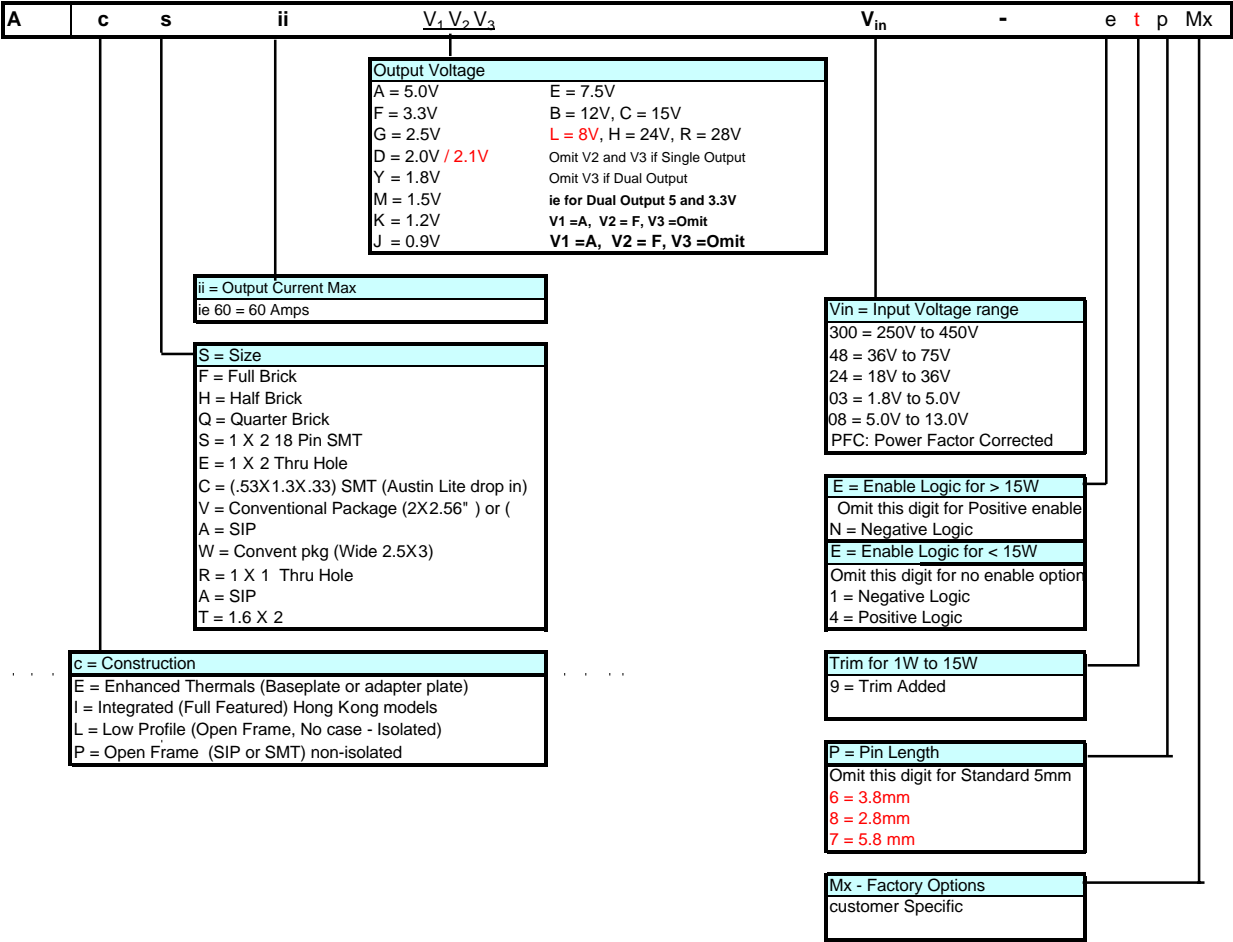 A c s ii V1 V2 V3 Vin - e t p Mx
Output Voltage
A = 5.0V E = 7.5V
F = 3.3V B = 12V, C = 15V
G = 2.5V L = 8V, H = 24V, R = 28V
D = 2.0V / 2.1V Omit V2 and V3 if Single Output
Y = 1.8V Omit V3 if Dual Output
M = 1.5V ie for Dual Output 5 and 3.3V
K = 1.2V V1 =A, V2 = F, V3 =Omit
J = 0.9V V1 =A, V2 = F, V3 =Omit
ii = Output Current Max
ie 60 = 60 Amps
S = Size
F = Full Brick
H = Half Brick
Q = Quarter Brick
S = 1 X 2 18 Pin SMT
E = 1 X 2 Thru Hole
C = (.53X1.3X.33) SMT (Austin Lite drop in)
V = Conventional Package (2X2.56" ) or (
A = SIP
W = Convent pkg (Wide 2.5X3)
R = 1 X 1 Thru Hole
A = SIP
T = 1.6 X 2
c = Construction
E = Enhanced Thermals (Baseplate or adapter plate)
I = Integrated (Full Featured) Hong Kong models
L = Low Profile (Open Frame, No case - Isolated)
P = Open Frame (SIP or SMT) non-isolated
Vin = Input Voltage range
300 = 250V to 450V
48 = 36V to 75V
24 = 18V to 36V
03 = 1.8V to 5.0V
08 = 5.0V to 13.0V
PFC: Power Factor Corrected
E = Enable Logic for > 15W
Omit this digit for Positive enable
N = Negative Logic
E = Enable Logic for < 15W
Omit this digit for no enable option
1 = Negative Logic
4 = Positive Logic
Trim for 1W to 15W
9 = Trim Added
P = Pin Length
Omit this digit for Standard 5mm
6 = 3.8mm
8 = 2.8mm
7 = 5.8 mm
Mx - Factory Options
customer Specific